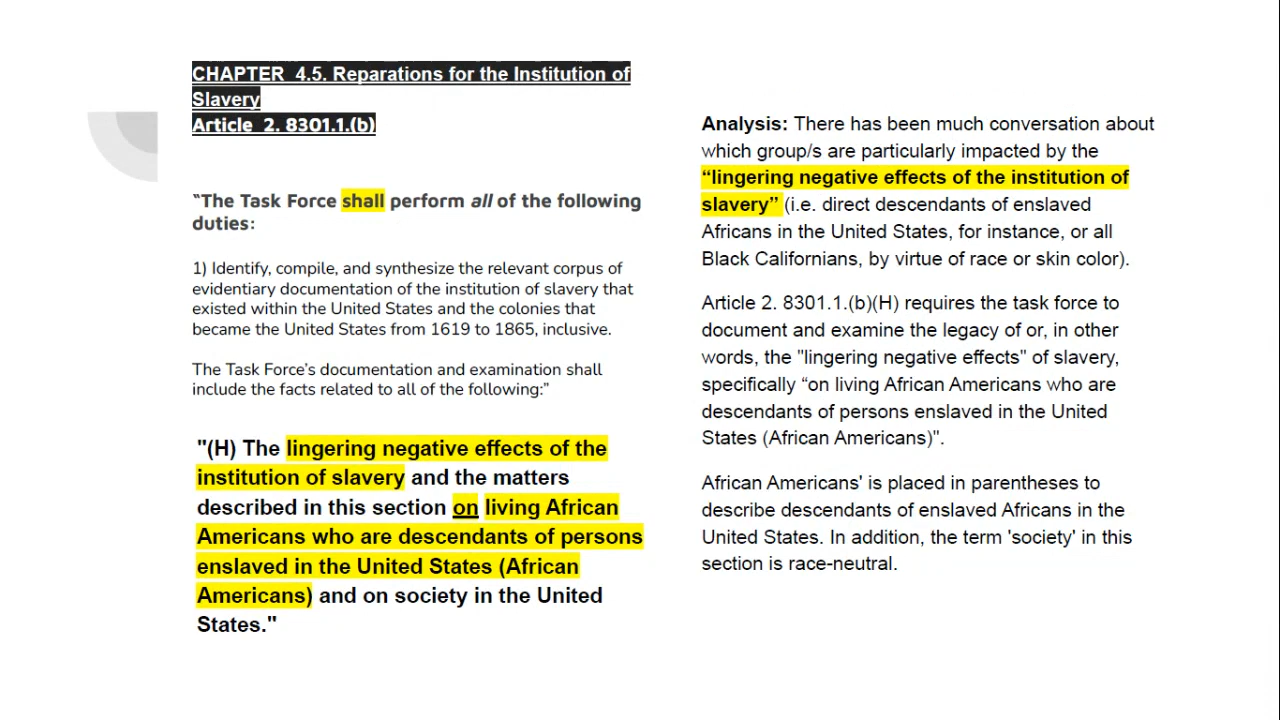 CHAPTER 4.5. Reparations for the Institution of
Slavery
Article 2. 8301.1.(b)
“The Task Force shall perform all of the following
duties:
1) Identify, compile, and synthesize the relevant corpus of
evidentiary documentation of the institution of slavery that
existed within the United States and the colonies that
became the United States from 1619 to 1865, inclusive.
The Task Force’s documentation and examination shall
include the facts related to all of the following:”
"(H) The lingering negative effects of the
institution of slavery and the matters
described in this section on living African
Americans who are descendants of persons
enslaved in the United States (African
Americans) and on society in the United
States."
Analysis: There has been much conversation about
which group/s are particularly impacted by the
“lingering negative effects of the institution of
slavery” (i.e. direct descendants of enslaved
Africans in the United States, for instance, or all
Black Californians, by virtue of race or skin color).
Article 2. 8301.1.(b)(H) requires the task force to
document and examine the legacy of or, in other
words, the "lingering negative effects" of slavery,
specifically “on living African Americans who are
descendants of persons enslaved in the United
States (African Americans)".
African Americans' is placed in parentheses to
describe descendants of enslaved Africans in the
United States. In addition, the term 'society' in this
section is race-neutral.